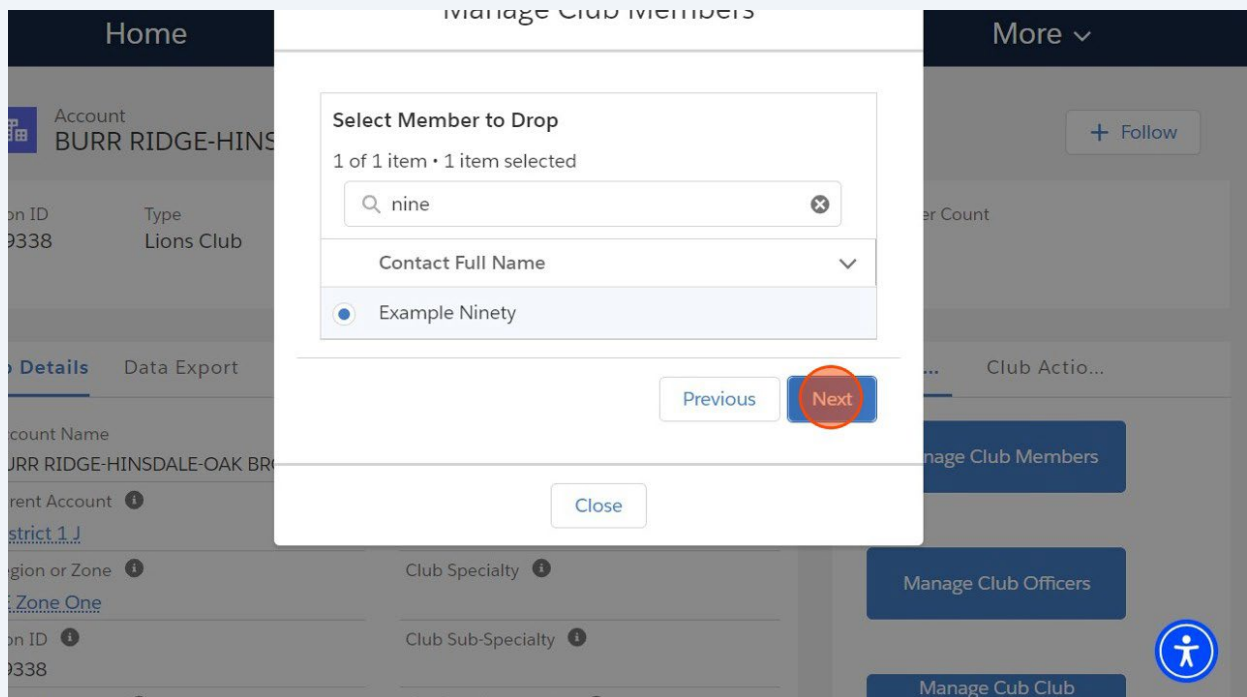 Manage Club Members
Home
More
Account
BURR RIDGE-HINS
Follow
Select Member to Drop
1 of 1 item • 1 item selected
nine
on ID
9338
Type
Lions Club
er Count
Contact Full Name
Example Ninety
Details
Data Export
...
Club Actio...
Previous
Next
count Name
URR RIDGE-HINSDALE-OAK BRO
nage Club Members
Close
rent Account
strict 1 J
egion or Zone
Zone One
Club Specialty
Manage Club Officers
on ID
9338
Club Sub-Specialty
Manage Cub Club